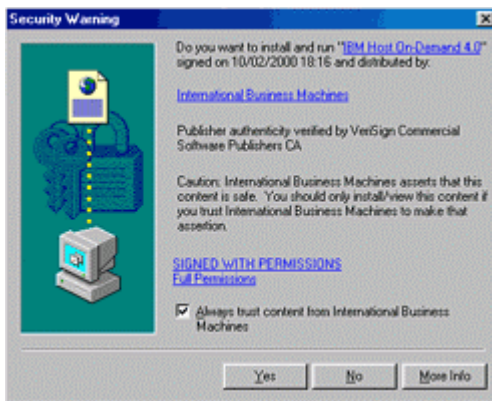 Security Warning
Do you want to install and run "IBM Host On-Demand 4.0"
signed on 10/02/2000 18:16 and distributed by:
International Business Machines
Publisher authenticity verified by VeriSign Commercial
Software Publishers CA
Caution: International Business Machines asserts that this
content is safe. You should only install/view this content if
you trust International Business Machines to make that
assertion.
SIGNED WITH PERMISSIONS
Full Permissions
Always trust content from International Business
Machines
Yes
No
More Info